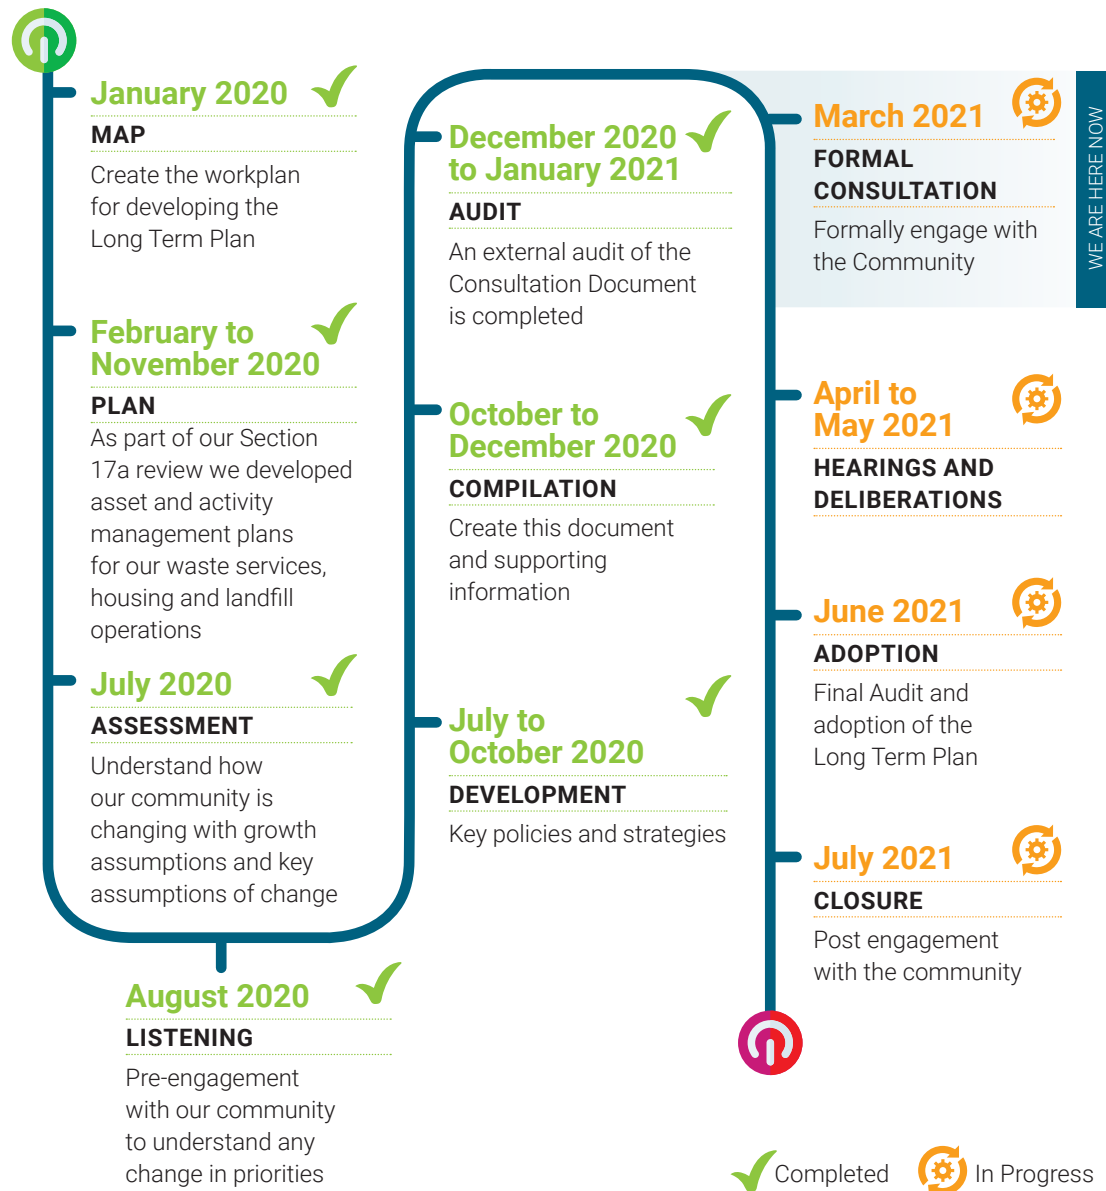 January 2020
MAP
Create the workplan
for developing the
Long Term Plan
February to
November 2020
PLAN
As part of our Section
17a review we developed
asset and activity
management plans
for our waste services,
housing and landfill
operations
July 2020
ASSESSMENT
Understand how
our community is
changing with growth
assumptions and key
assumptions of change
August 2020
LISTENING
Pre-engagement
with our community
to understand any
change in priorities
July to
October 2020
DEVELOPMENT
Key policies and strategies
October to
December 2020
COMPILATION
Create this document
and supporting
information
December 2020
to January 2021
AUDIT
An external audit of the
Consultation Document
is completed
March 2021
FORMAL
CONSULTATION
Formally engage with
the Community
WE ARE HERE NOW
April to
May 2021
HEARINGS AND
DELIBERATIONS
June 2021
ADOPTION
Final Audit and
adoption of the
Long Term Plan
July 2021
CLOSURE
Post engagement
with the community
Completed
In Progress